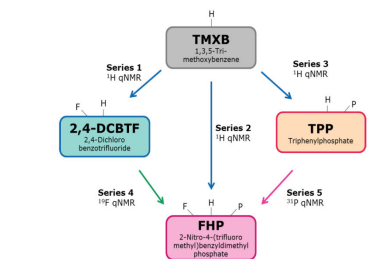 H
TMXB
1,3,5-Tri-
methoxybenzene
Series 1
¹H qNMR
Series 3
¹H qNMR
F H
2,4-DCBTF
2,4-Dichloro
benzotrifluoride
Series 2
¹H qNMR
H P
TPP
Triphenylphosphate
Series 4
¹⁹F qNMR
Series 5
³¹P qNMR
F H P
FHP
2-Nitro-4-(trifluoro
methyl)benzyldimethyl
phosphate